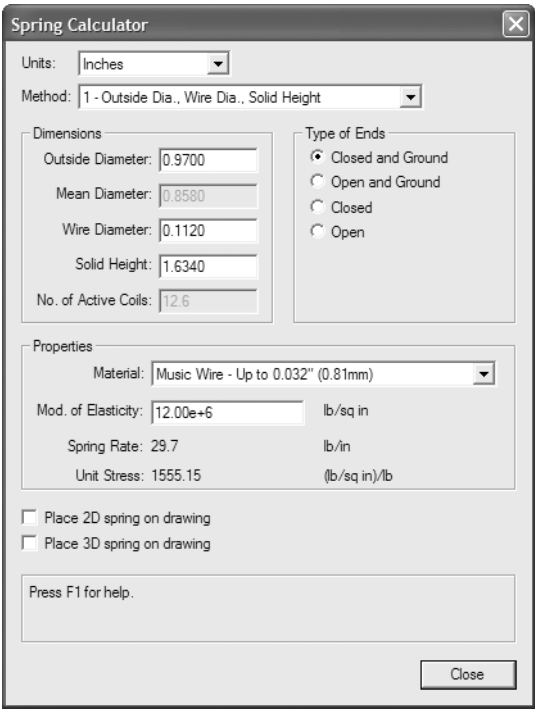 Spring Calculator
Units: Inches
Method: 1 - Outside Dia., Wire Dia., Solid Height
Dimensions
Outside Diameter: 0.9700
Mean Diameter: 0.8580
Wire Diameter: 0.1120
Solid Height: 1.6340
No. of Active Coils: 12.6
Type of Ends
Closed and Ground
Open and Ground
Closed
Open
Properties
Material: Music Wire - Up to 0.032" (0.81mm)
Mod. of Elasticity: 12.00e+6 lb/sq in
Spring Rate: 29.7 lb/in
Unit Stress: 1555.15 (lb/sq in)/lb
Place 2D spring on drawing
Place 3D spring on drawing
Press F1 for help.
Close